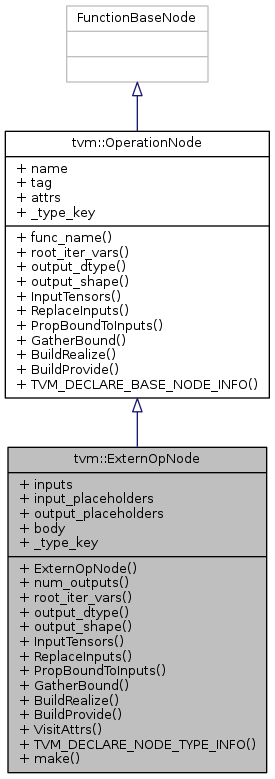 FunctionBaseNode
tvm::OperationNode
+ name
+ tag
+ attrs
+ _type_key
+ func_name()
+ root_iter_vars()
+ output_dtype()
+ output_shape()
+ InputTensors()
+ ReplaceInputs()
+ PropBoundToInputs()
+ GatherBound()
+ BuildRealize()
+ BuildProvide()
+ TVM_DECLARE_BASE_NODE_INFO()
tvm::ExternOpNode
+ inputs
+ input_placeholders
+ output_placeholders
+ body
+ _type_key
+ ExternOpNode()
+ num_outputs()
+ root_iter_vars()
+ output_dtype()
+ output_shape()
+ InputTensors()
+ ReplaceInputs()
+ PropBoundToInputs()
+ GatherBound()
+ BuildRealize()
+ BuildProvide()
+ VisitAttrs()
+ TVM_DECLARE_NODE_TYPE_INFO()
+ make()